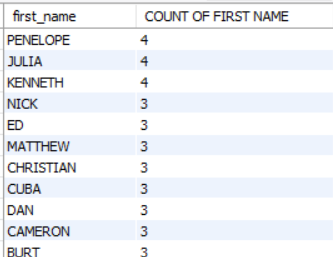 first_name COUNT OF FIRST NAME
PENELOPE 4
JULIA 4
KENNETH 4
NICK 3
ED 3
MATTHEW 3
CHRISTIAN 3
CUBA 3
DAN 3
CAMERON 3
BURT 3